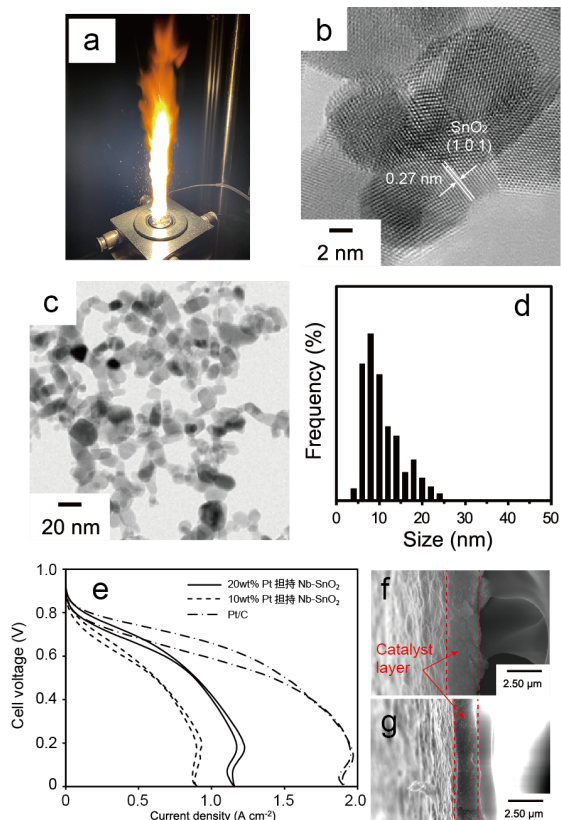 a
b
SnO₂
(1 0 1)
0.27 nm
2 nm
c
20 nm
d
Frequency (%)
0 10 20 30 40 50
Size (nm)
e
20wt% Pt 担持 Nb-SnO₂
10wt% Pt 担持 Nb-SnO₂
Pt/C
Cell voltage (V)
1.0
0.8
0.6
0.4
0.2
0
0 0.5 1.0 1.5 2.0
Current density (A cm⁻²)
f
Catalyst
layer
2.50 μm
g
2.50 μm